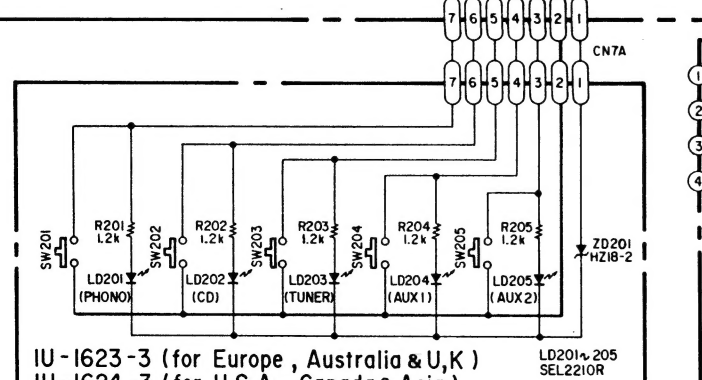 7 6 5 4 3 2 1
CN7A
7 6 5 4 3 2 1
1
2
3
4
SW201
R201
1.2k
LD201
(PHONO)
SW202
R202
1.2k
LD202
(CD)
SW203
R203
1.2k
LD203
(TUNER)
SW204
R204
1.2k
LD204
(AUX1)
SW205
R205
1.2k
LD205
(AUX2)
ZD201
HZ18-2
1U-1623-3 (for Europe, Australia & U,K)
LD201~205
SEL2210R